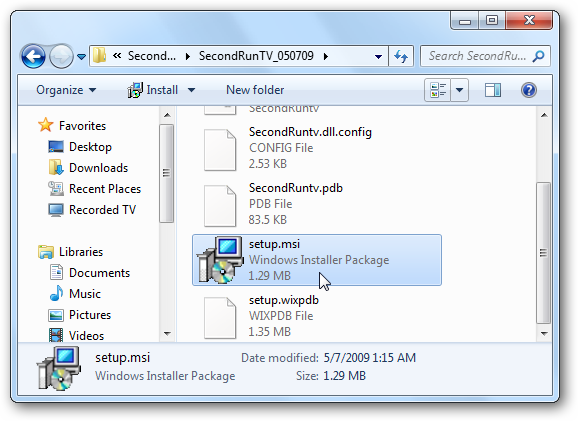 « Second... ▸ SecondRunTV_050709 ▸
Search SecondRu...
Organize ▾ Install ▾ New folder
Favorites
Desktop
Downloads
Recent Places
Recorded TV
Libraries
Documents
Music
Pictures
Videos
SecondRuntv
SecondRuntv.dll.config
CONFIG File
2.53 KB
SecondRuntv.pdb
PDB File
83.5 KB
setup.msi
Windows Installer Package
1.29 MB
setup.wixpdb
WIXPDB File
1.35 MB
setup.msi Date modified: 5/7/2009 1:15 AM
Windows Installer Package Size: 1.29 MB